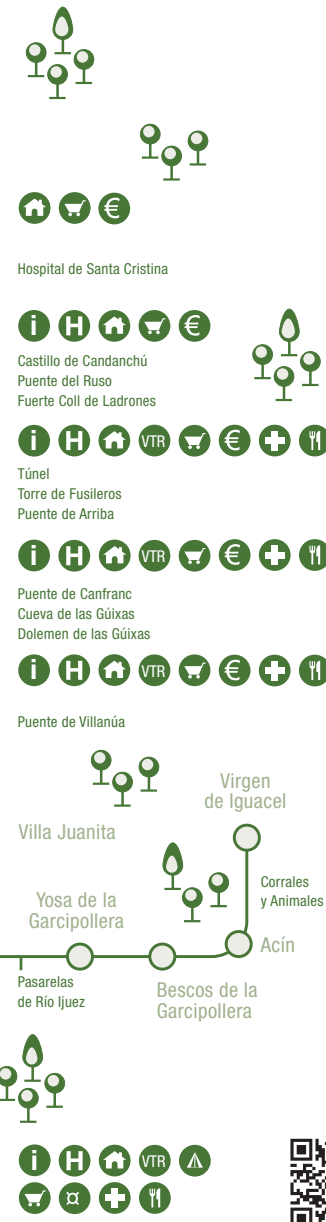 €
Hospital de Santa Cristina
i H €
Castillo de Candanchú
Puente del Ruso
Fuerte Coll de Ladrones
i H VTR €
Túnel
Torre de Fusileros
Puente de Arriba
i H VTR €
Puente de Canfranc
Cueva de las Gúixas
Dolemen de las Gúixas
i H VTR €
Puente de Villanúa
Virgen
de Iguacel
Villa Juanita
Corrales
y Animales
Yosa de la
Garcipollera
Acín
Pasarelas
de Río Ijuez
Bescos de la
Garcipollera
i H VTR
¤